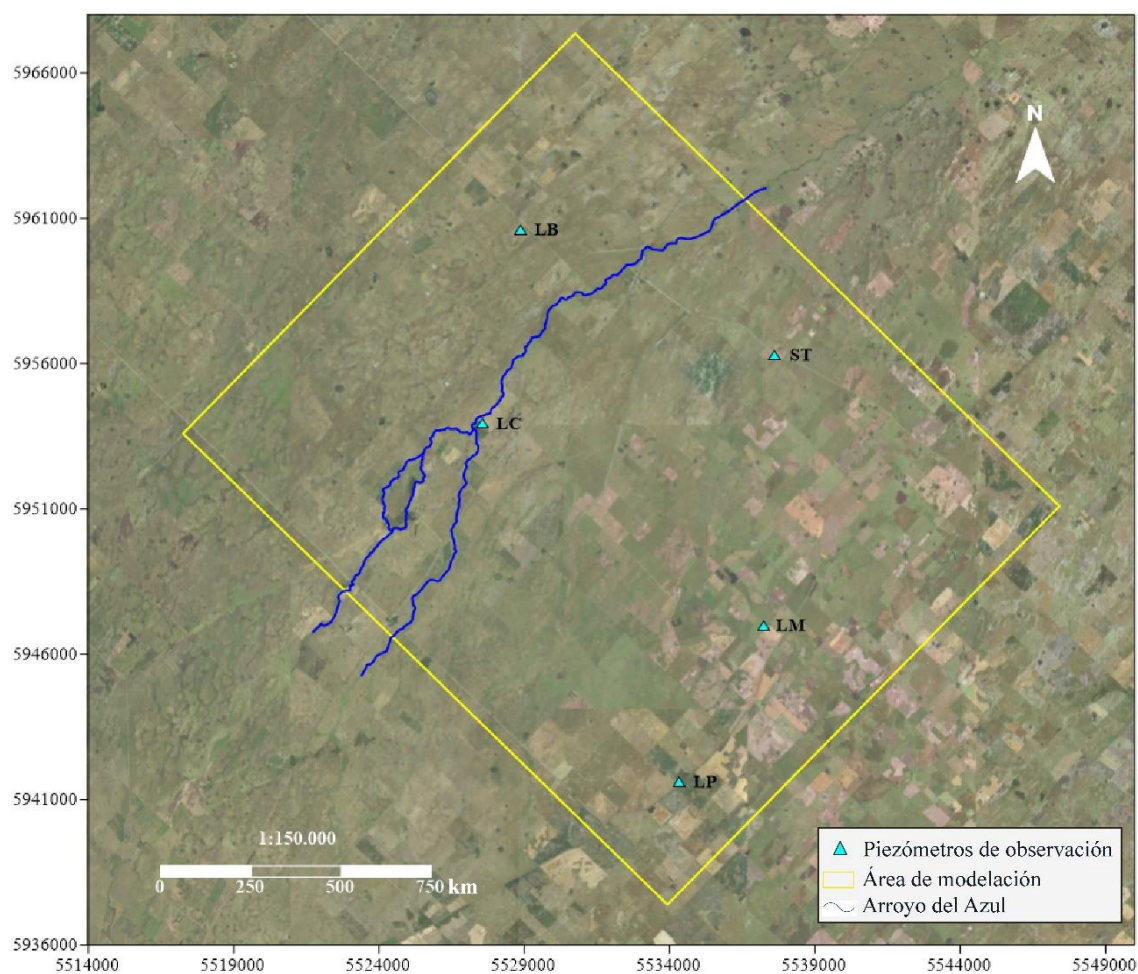 5966000
N
5961000
LB
5956000
ST
LC
5951000
LM
5946000
LP
5941000
1:150.000
0 250 500 750 km
Piezómetros de observación
Área de modelación
Arroyo del Azul
5936000
5514000 5519000 5524000 5529000 5534000 5539000 5544000 5549000